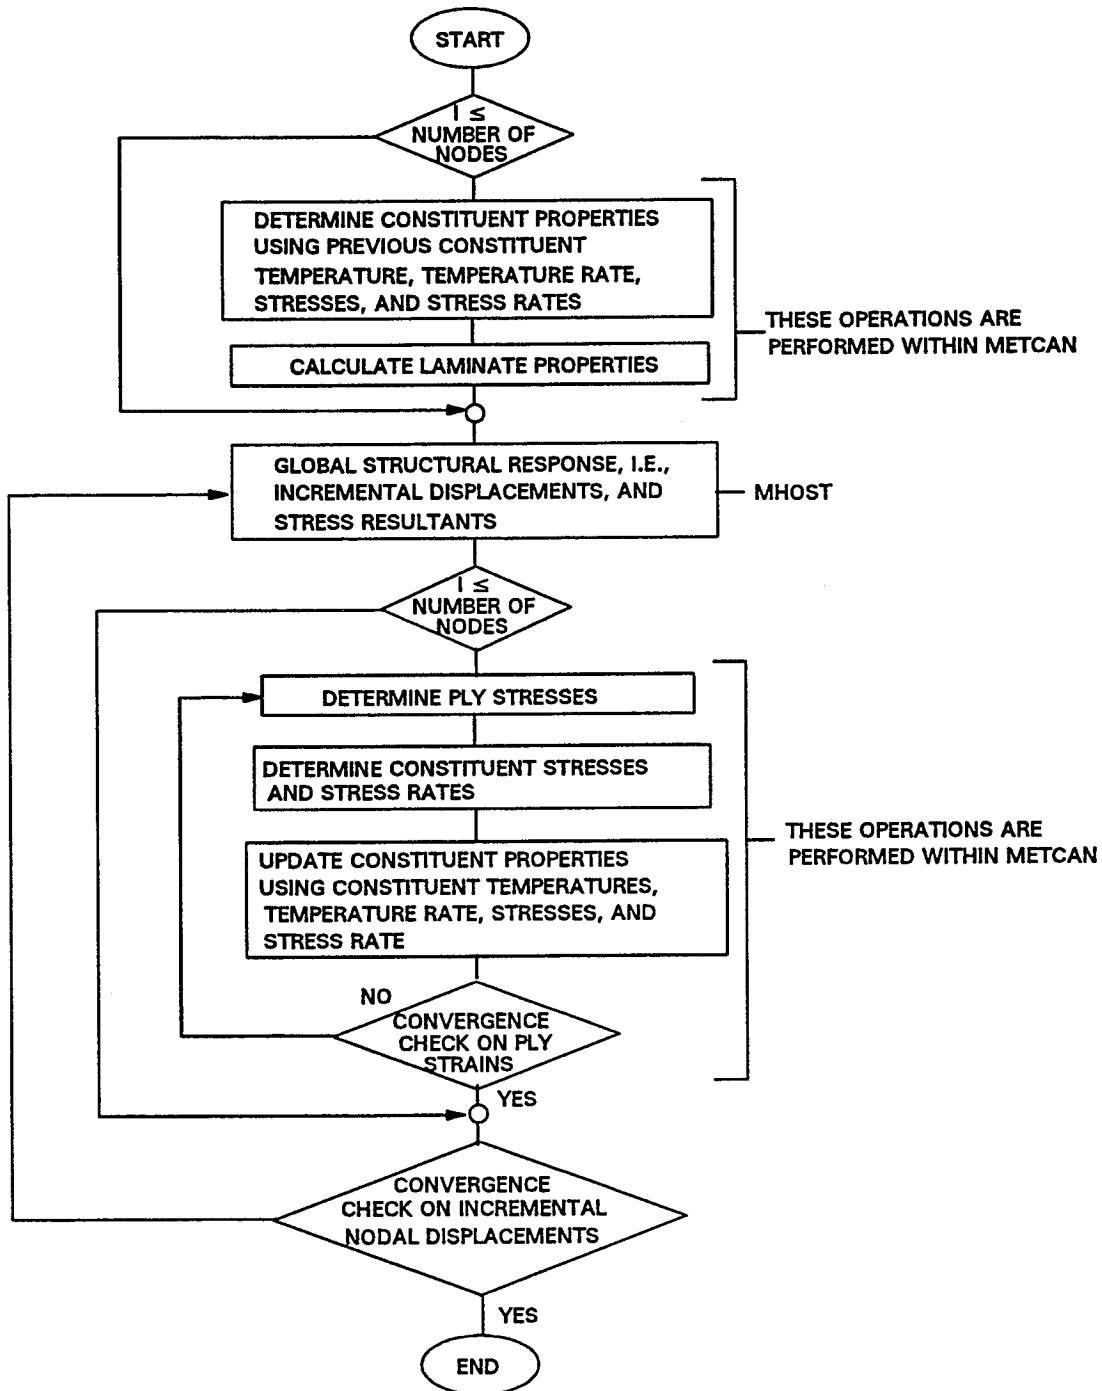 START
I ≤
NUMBER OF
NODES
DETERMINE CONSTITUENT PROPERTIES
USING PREVIOUS CONSTITUENT
TEMPERATURE, TEMPERATURE RATE,
STRESSES, AND STRESS RATES
THESE OPERATIONS ARE
PERFORMED WITHIN METCAN
CALCULATE LAMINATE PROPERTIES
GLOBAL STRUCTURAL RESPONSE, I.E.,
INCREMENTAL DISPLACEMENTS, AND
STRESS RESULTANTS
MHOST
I ≤
NUMBER OF
NODES
DETERMINE PLY STRESSES
DETERMINE CONSTITUENT STRESSES
AND STRESS RATES
THESE OPERATIONS ARE
PERFORMED WITHIN METCAN
UPDATE CONSTITUENT PROPERTIES
USING CONSTITUENT TEMPERATURES,
TEMPERATURE RATE, STRESSES, AND
STRESS RATE
NO
CONVERGENCE
CHECK ON PLY
STRAINS
YES
CONVERGENCE
CHECK ON INCREMENTAL
NODAL DISPLACEMENTS
YES
END